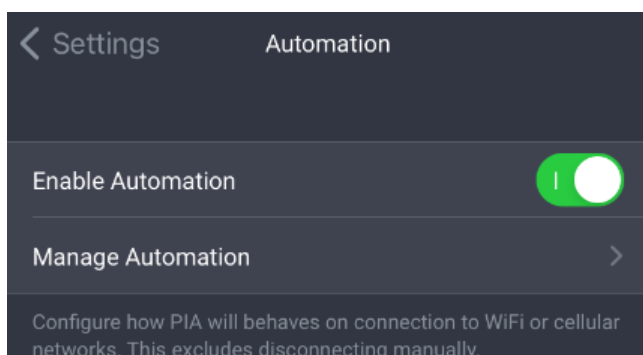 Settings Automation
Enable Automation
Manage Automation
Configure how PIA will behaves on connection to WiFi or cellular
networks. This excludes disconnecting manually.